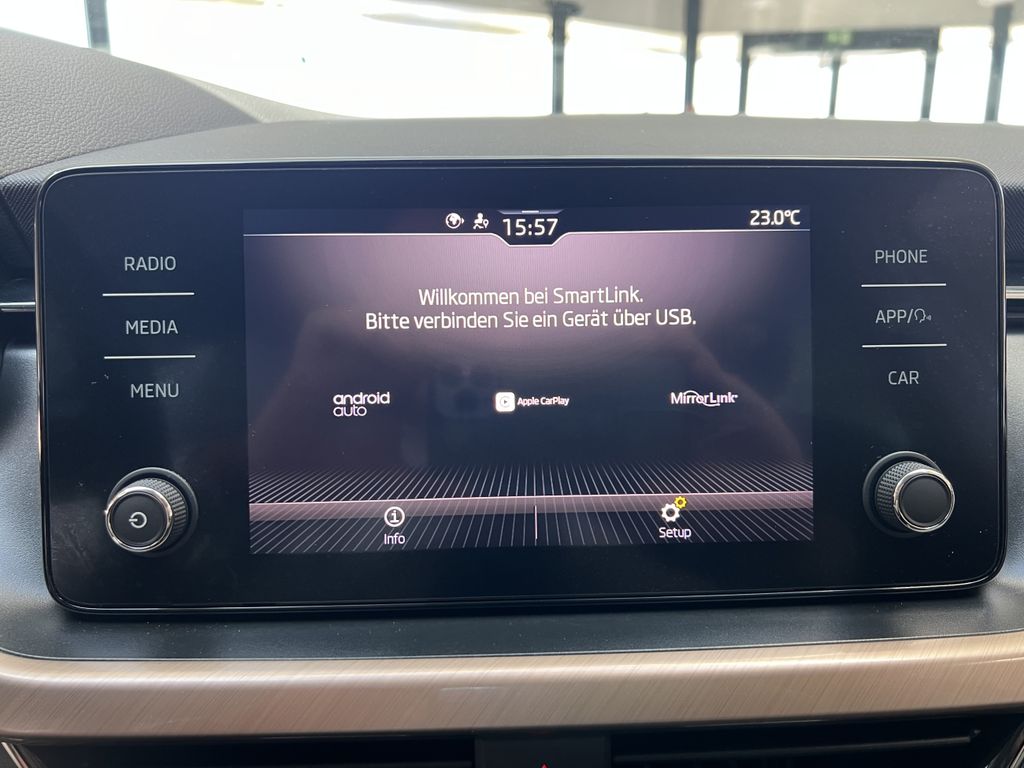 15:57
23.0°C
RADIO
MEDIA
MENU
Willkommen bei SmartLink.
Bitte verbinden Sie ein Gerät über USB.
android
auto
Apple CarPlay
MirrorLink
Info
Setup
PHONE
APP/
CAR